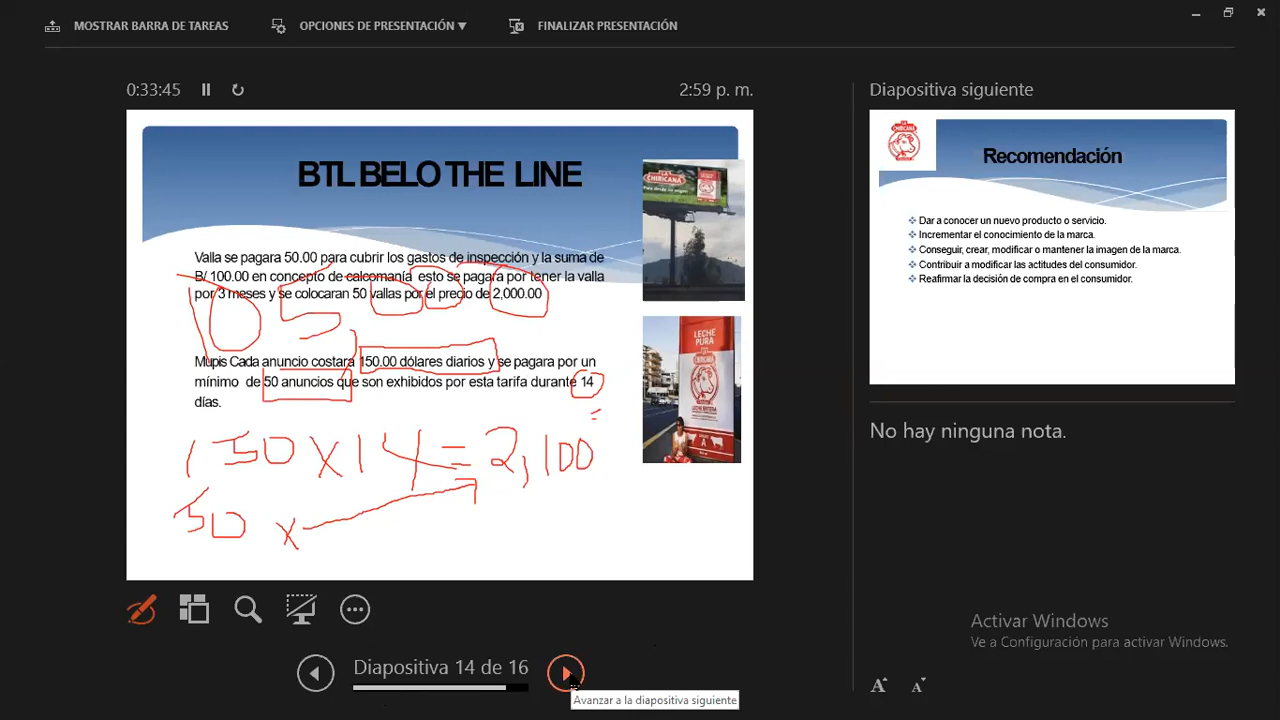 MOSTRAR BARRA DE TAREAS OPCIONES DE PRESENTACIÓN FINALIZAR PRESENTACIÓN
0:33:45 2:59 p. m.
BTL BELO THE LINE
Valla se pagara 50.00 para cubrir los gastos de inspección y la suma de
B/.100.00 en concepto de calcomanía esto se pagara por tener la valla
por 3 meses y se colocaran 50 vallas por el precio de 2,000.00
Mupis Cada anuncio costara 150.00 dólares diarios y se pagara por un
mínimo de 50 anuncios que son exhibidos por esta tarifa durante 14
días.
150 x 14 = 2,100
50 x
LA
CHIRICANA
LECHE
PURA
LA
CHIRICANA
Diapositiva 14 de 16
Avanzar a la diapositiva siguiente
Diapositiva siguiente
LA
CHIRICANA
Recomendación
Dar a conocer un nuevo producto o servicio.
Incrementar el conocimiento de la marca.
Conseguir, crear, modificar o mantener la imagen de la marca.
Contribuir a modificar las actitudes del consumidor.
Reafirmar la decisión de compra en el consumidor.
No hay ninguna nota.
Activar Windows
Ve a Configuración para activar Windows.
A A